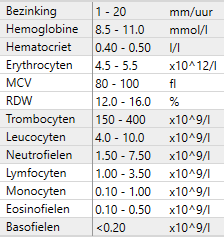 Bezinking 1 - 20 mm/uur
Hemoglobine 8.5 - 11.0 mmol/l
Hematocriet 0.40 - 0.50 l/l
Erythrocyten 4.5 - 5.5 x10^12/l
MCV 80 - 100 fl
RDW 12.0 - 16.0 %
Trombocyten 150 - 400 x10^9/l
Leucocyten 4.0 - 10.0 x10^9/l
Neutrofielen 1.50 - 7.50 x10^9/l
Lymfocyten 1.00 - 3.50 x10^9/l
Monocyten 0.10 - 1.00 x10^9/l
Eosinofielen 0.10 - 0.50 x10^9/l
Basofielen <0.20 x10^9/l